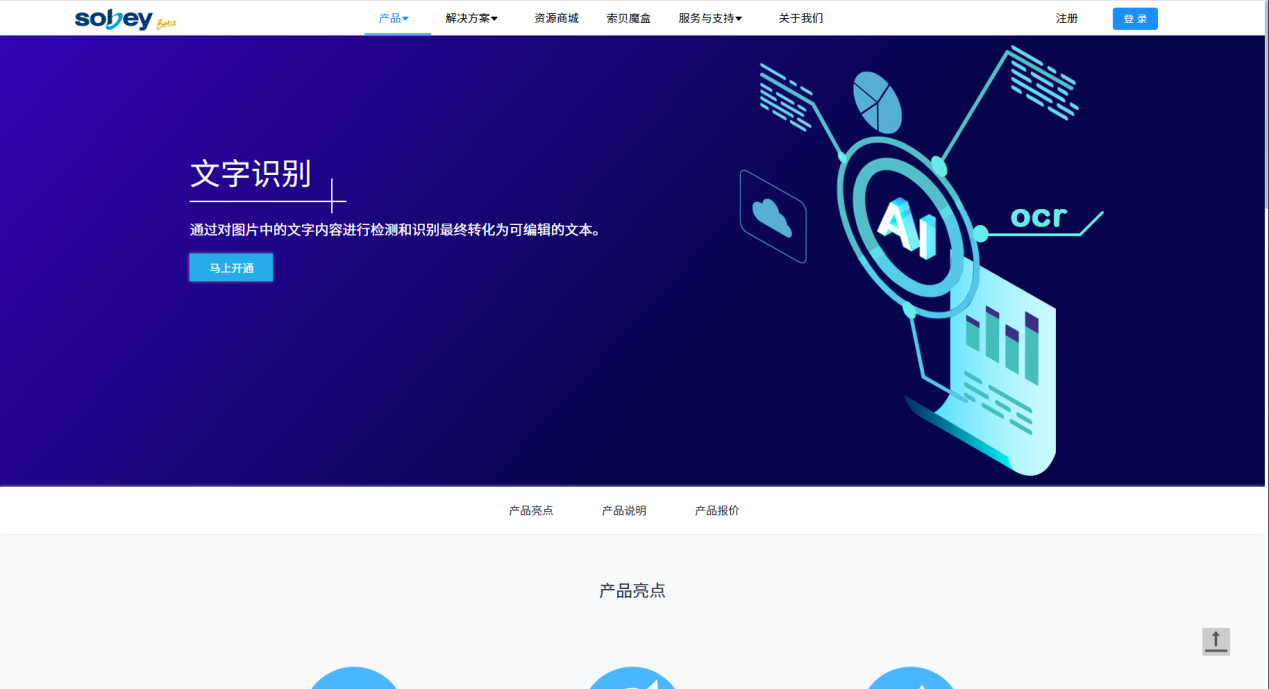 sobey Beta
产品▾ 解决方案▾ 资源商城 索贝魔盒 服务与支持▾ 关于我们 注册 登 录
文字识别
通过对图片中的文字内容进行检测和识别最终转化为可编辑的文本。
马上开通
AI
ocr
产品亮点 产品说明 产品报价
产品亮点